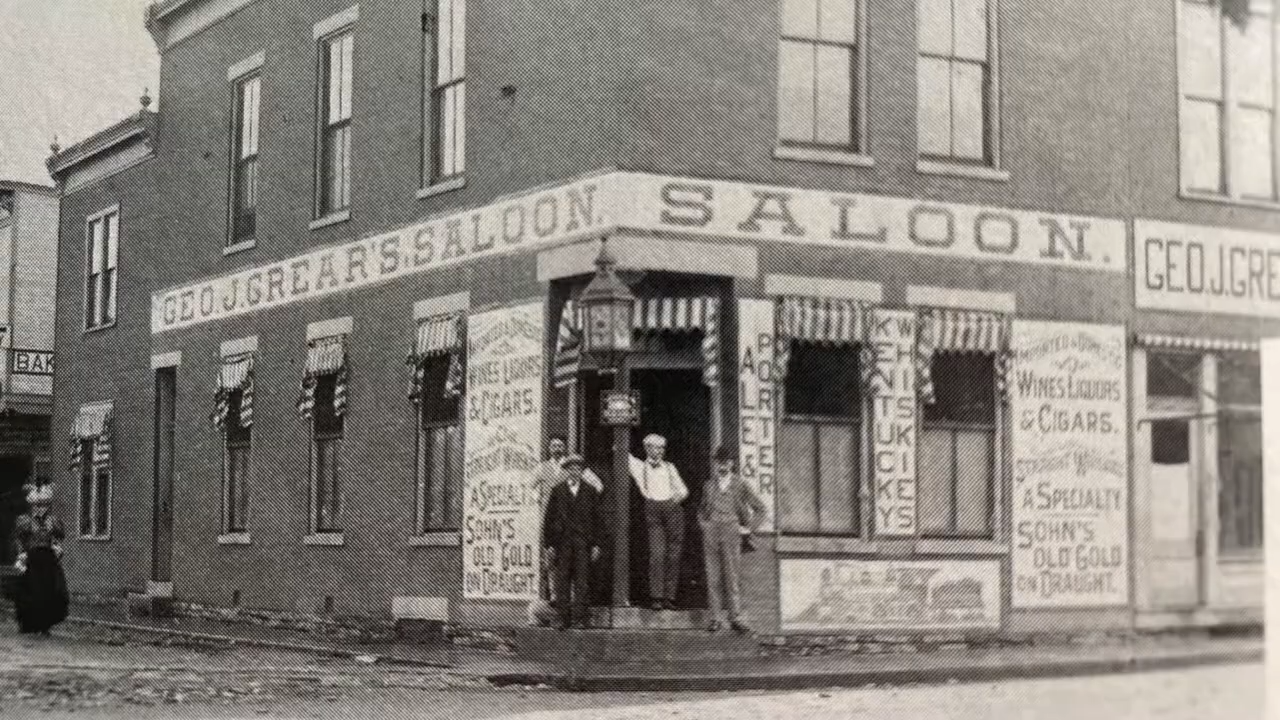 GEO.J.GREAR'S.SALOON.
SALOON.
GEO.J.GRE
BAK
IMPORTED & DOMESTIC
WINES LIQUORS
& CIGARS.
STRAIGHT WHISKIES
A SPECIALTY
SOHN'S
OLD GOLD
ON DRAUGHT.
ALE &
PORTER
KENTUCKY
WHISKIES
IMPORTED & DOMESTIC
WINES LIQUORS
& CIGARS.
STRAIGHT WHISKIES
A SPECIALTY
SOHN'S
OLD GOLD
ON DRAUGHT.